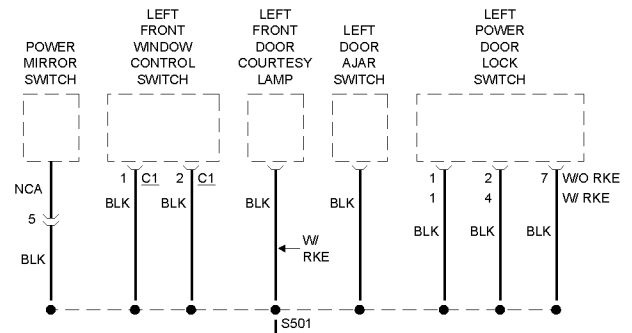 POWER
MIRROR
SWITCH
LEFT
FRONT
WINDOW
CONTROL
SWITCH
LEFT
FRONT
DOOR
COURTESY
LAMP
LEFT
DOOR
AJAR
SWITCH
LEFT
POWER
DOOR
LOCK
SWITCH
NCA
5
BLK
1 C1
BLK
2 C1
BLK
BLK
W/
RKE
BLK
1 2 7 W/O RKE
1 4 W/ RKE
BLK BLK BLK
S501